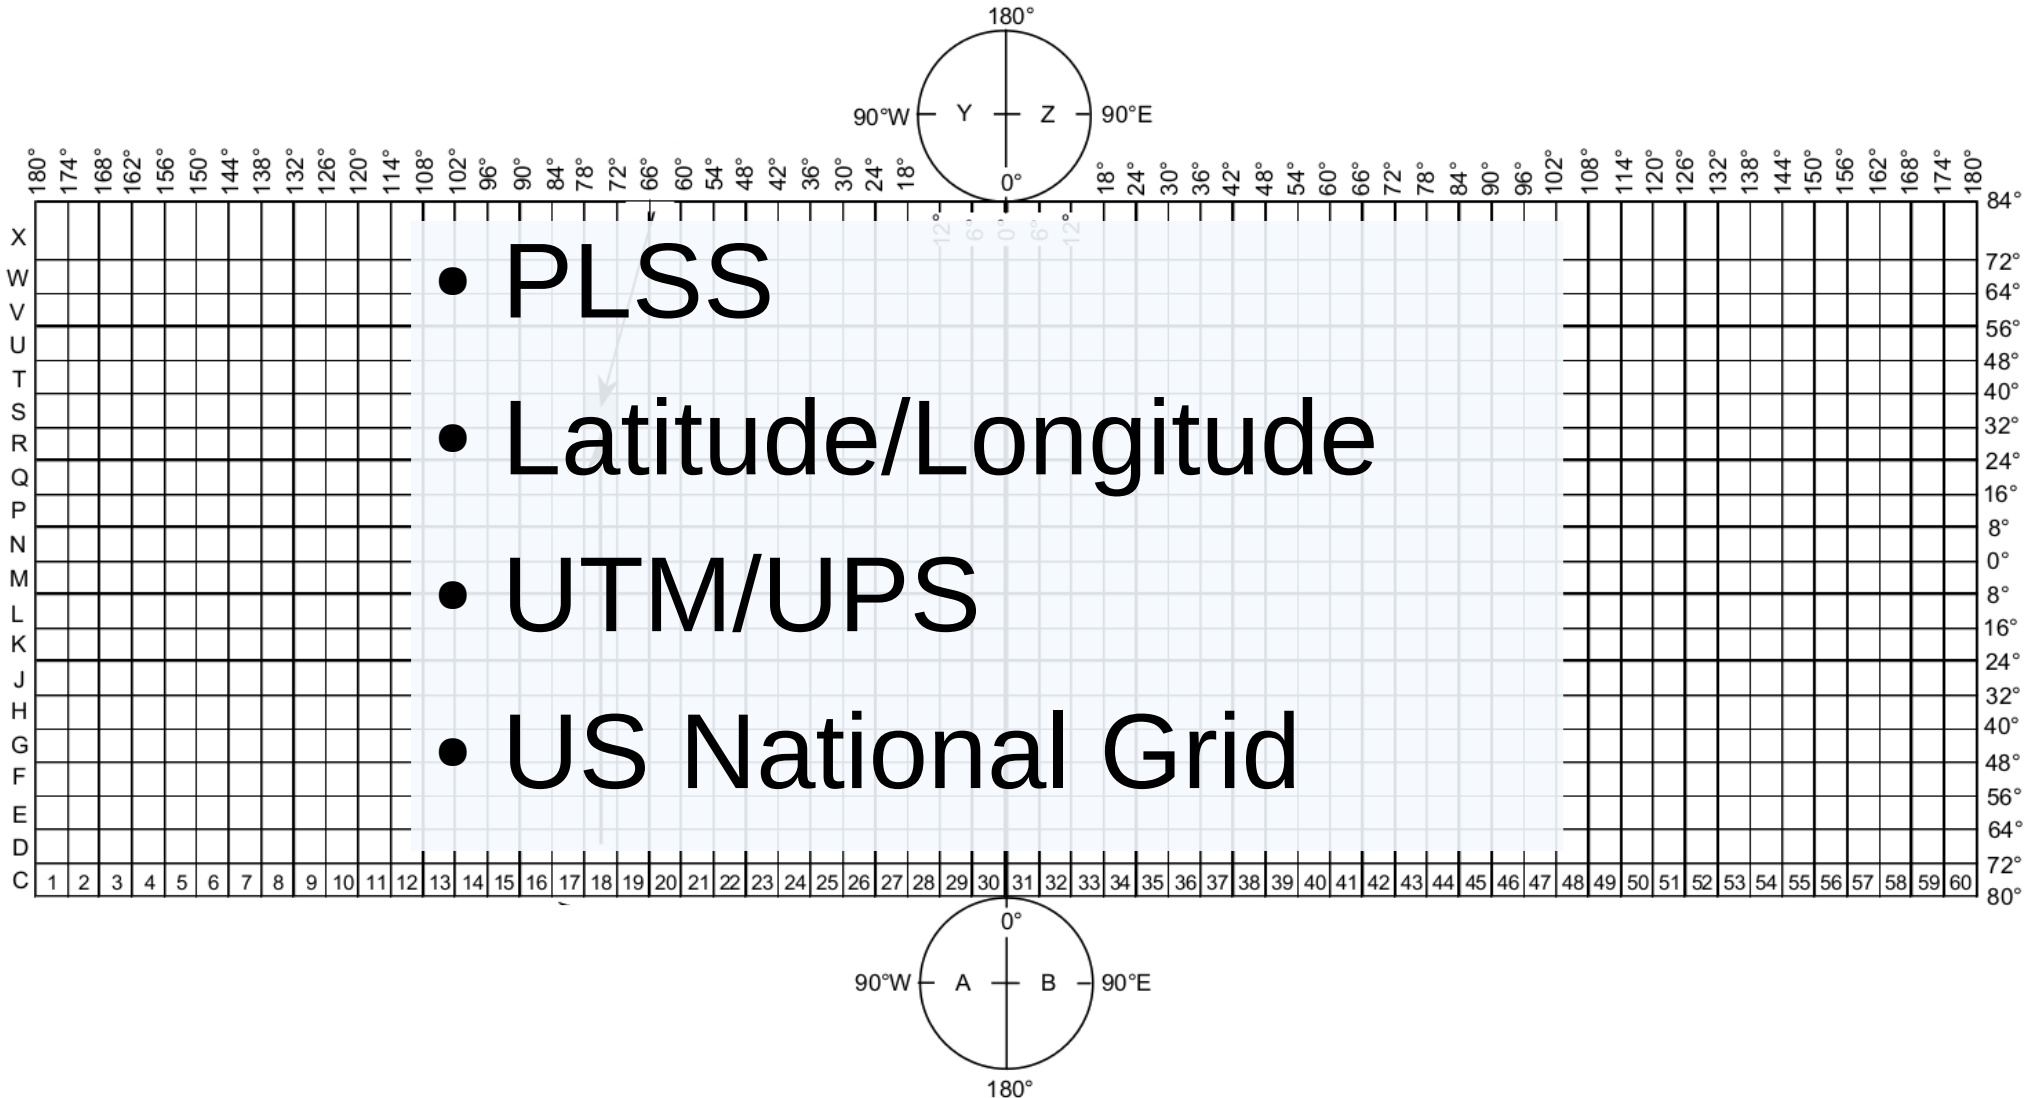 180°
90°W Y Z 90°E
0°
180° 174° 168° 162° 156° 150° 144° 138° 132° 126° 120° 114° 108° 102° 96° 90° 84° 78° 72° 66° 60° 54° 48° 42° 36° 30° 24° 18° 18° 24° 30° 36° 42° 48° 54° 60° 66° 72° 78° 84° 90° 96° 102° 108° 114° 120° 126° 132° 138° 144° 150° 156° 162° 168° 174° 180°
84°
12° 6° 0° 6° 12°
X
W 72°
V 64°
U 56°
T 48°
S 40°
R 32°
Q 24°
P 16°
N 8°
M 0°
L 8°
K 16°
J 24°
H 32°
G 40°
F 48°
E 56°
D 64°
C 72°
• PLSS
• Latitude/Longitude
• UTM/UPS
• US National Grid
1 2 3 4 5 6 7 8 9 10 11 12 13 14 15 16 17 18 19 20 21 22 23 24 25 26 27 28 29 30 31 32 33 34 35 36 37 38 39 40 41 42 43 44 45 46 47 48 49 50 51 52 53 54 55 56 57 58 59 60
80°
0°
90°W A B 90°E
180°